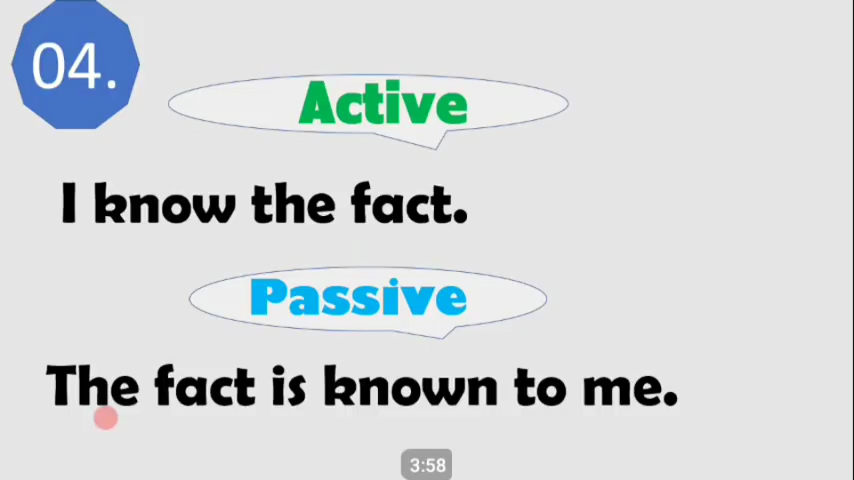 04.
Active
I know the fact.
Passive
The fact is known to me.
3:58